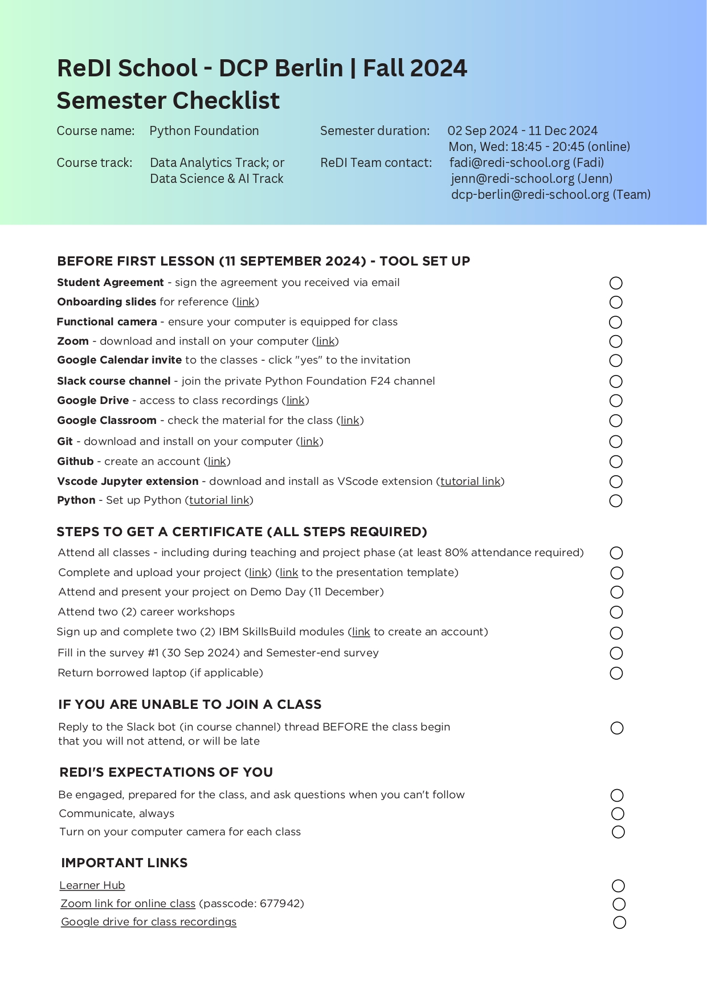 ReDI School - DCP Berlin | Fall 2024
Semester Checklist
Course name: Python Foundation
Course track: Data Analytics Track; or
Data Science & AI Track
Semester duration: 02 Sep 2024 - 11 Dec 2024
Mon, Wed: 18:45 - 20:45 (online)
ReDI Team contact: fadi@redi-school.org (Fadi)
jenn@redi-school.org (Jenn)
dcp-berlin@redi-school.org (Team)
BEFORE FIRST LESSON (11 SEPTEMBER 2024) - TOOL SET UP
Student Agreement - sign the agreement you received via email
Onboarding slides for reference (link)
Functional camera - ensure your computer is equipped for class
Zoom - download and install on your computer (link)
Google Calendar invite to the classes - click "yes" to the invitation
Slack course channel - join the private Python Foundation F24 channel
Google Drive - access to class recordings (link)
Google Classroom - check the material for the class (link)
Git - download and install on your computer (link)
Github - create an account (link)
Vscode Jupyter extension - download and install as VScode extension (tutorial link)
Python - Set up Python (tutorial link)
STEPS TO GET A CERTIFICATE (ALL STEPS REQUIRED)
Attend all classes - including during teaching and project phase (at least 80% attendance required)
Complete and upload your project (link) (link to the presentation template)
Attend and present your project on Demo Day (11 December)
Attend two (2) career workshops
Sign up and complete two (2) IBM SkillsBuild modules (link to create an account)
Fill in the survey #1 (30 Sep 2024) and Semester-end survey
Return borrowed laptop (if applicable)
IF YOU ARE UNABLE TO JOIN A CLASS
Reply to the Slack bot (in course channel) thread BEFORE the class begin
that you will not attend, or will be late
REDI'S EXPECTATIONS OF YOU
Be engaged, prepared for the class, and ask questions when you can't follow
Communicate, always
Turn on your computer camera for each class
IMPORTANT LINKS
Learner Hub
Zoom link for online class (passcode: 677942)
Google drive for class recordings